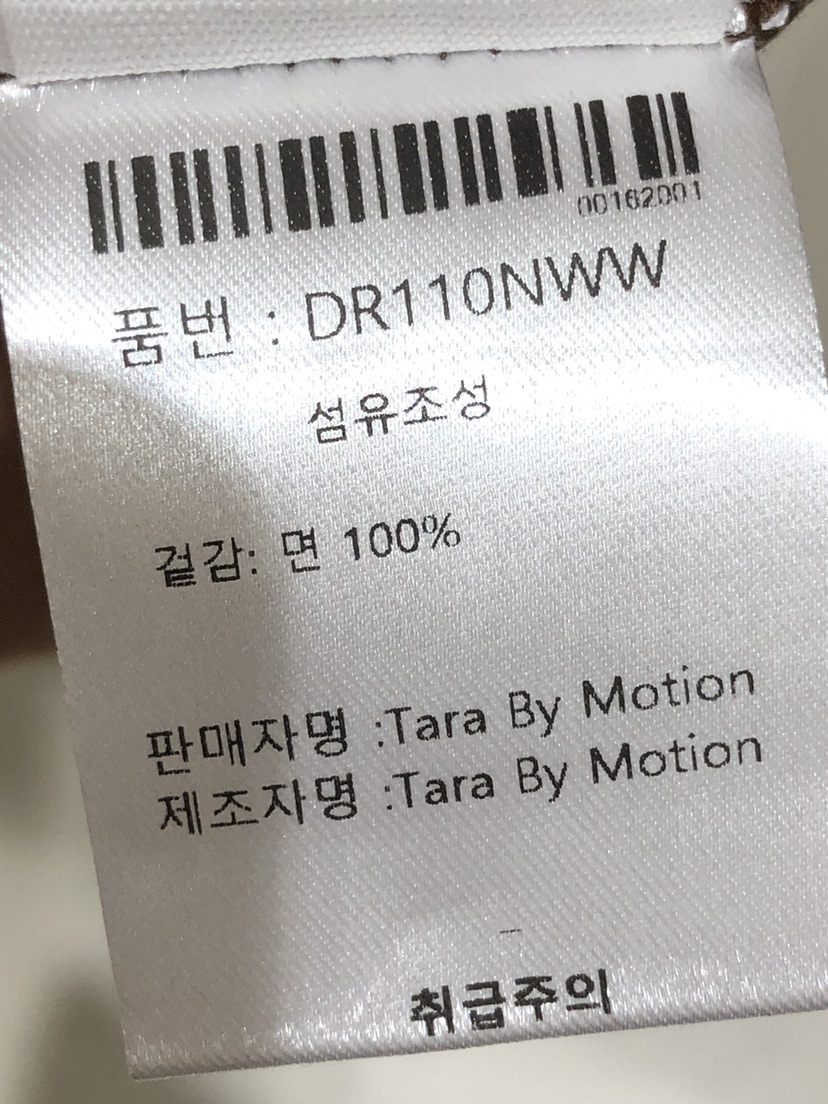 00162001
품번 : DR110NWW
섬유조성
겉감: 면 100%
판매자명 :Tara By Motion
제조자명 :Tara By Motion
취급주의